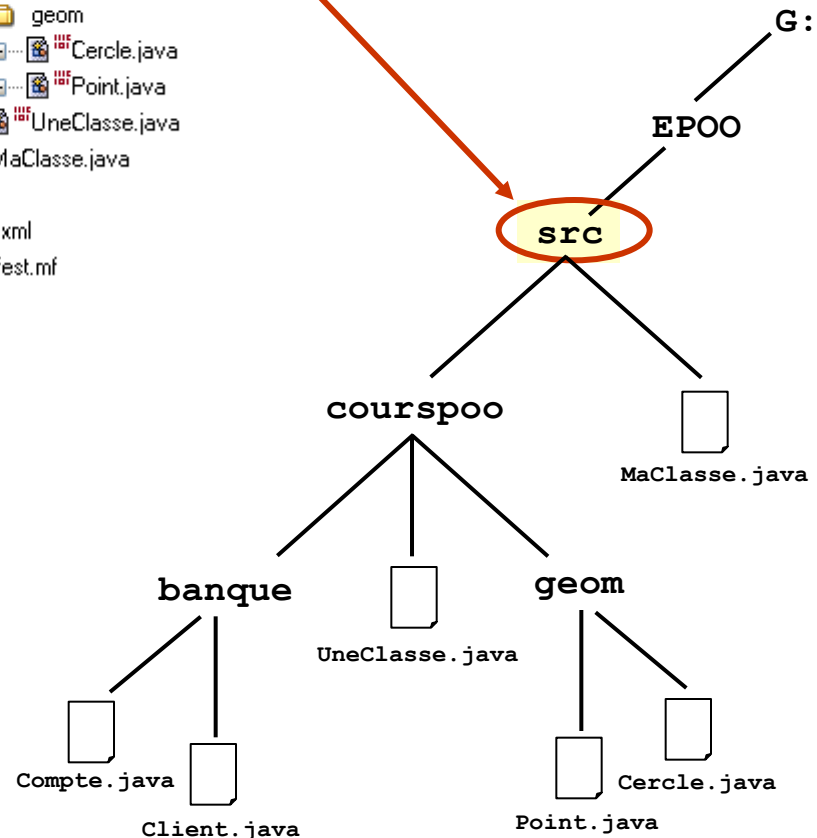 geom
Cercle.java
Point.java
UneClasse.java
MaClasse.java
xml
fest.mf
G:
EPOO
src
courspoo
MaClasse.java
banque
geom
UneClasse.java
Compte.java
Cercle.java
Client.java
Point.java